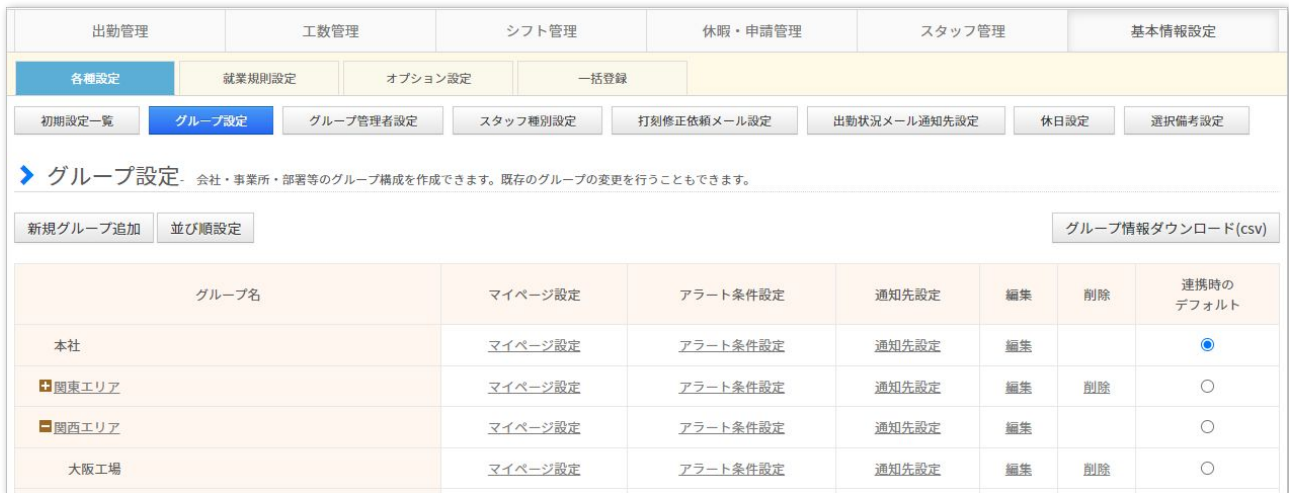 出勤管理 工数管理 シフト管理 休暇・申請管理 スタッフ管理 基本情報設定
各種設定 就業規則設定 オプション設定 一括登録
初期設定一覧 グループ設定 グループ管理者設定 スタッフ種別設定 打刻修正依頼メール設定 出勤状況メール通知先設定 休日設定 選択備考設定
グループ設定- 会社・事業所・部署等のグループ構成を作成できます。既存のグループの変更を行うこともできます。
新規グループ追加 並び順設定 グループ情報ダウンロード(csv)
グループ名 マイページ設定 アラート条件設定 通知先設定 編集 削除 連携時の
デフォルト
本社 マイページ設定 アラート条件設定 通知先設定 編集
関東エリア マイページ設定 アラート条件設定 通知先設定 編集 削除
関西エリア マイページ設定 アラート条件設定 通知先設定 編集
大阪工場 マイページ設定 アラート条件設定 通知先設定 編集 削除